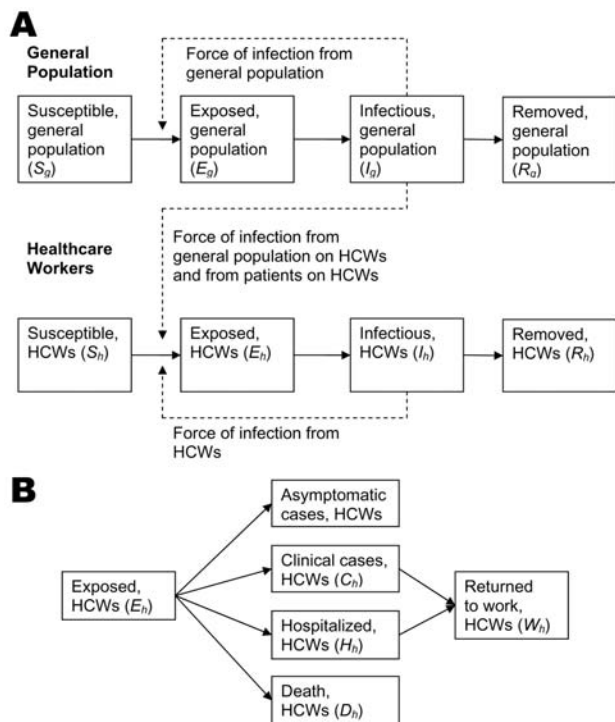 A
General
Population
Force of infection from
general population
Susceptible,
general
population
(Sg)
Exposed,
general
population
(Eg)
Infectious,
general
population
(Ig)
Removed,
general
population
(Rg)
Healthcare
Workers
Force of infection from
general population on HCWs
and from patients on HCWs
Susceptible,
HCWs (Sh)
Exposed,
HCWs (Eh)
Infectious,
HCWs (Ih)
Removed,
HCWs (Rh)
Force of infection from
HCWs
B
Asymptomatic
cases, HCWs
Exposed,
HCWs (Eh)
Clinical cases,
HCWs (Ch)
Hospitalized,
HCWs (Hh)
Death,
HCWs (Dh)
Returned
to work,
HCWs (Wh)